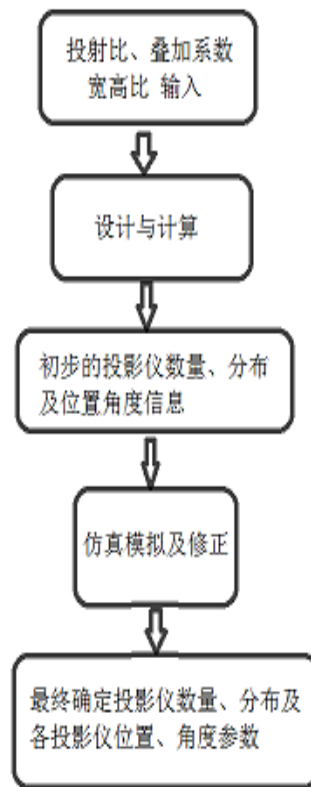 投射比、叠加系数
宽高比 输入
设计与计算
初步的投影仪数量、分布
及位置角度信息
仿真模拟及修正
最终确定投影仪数量、分布及
各投影仪位置、角度参数